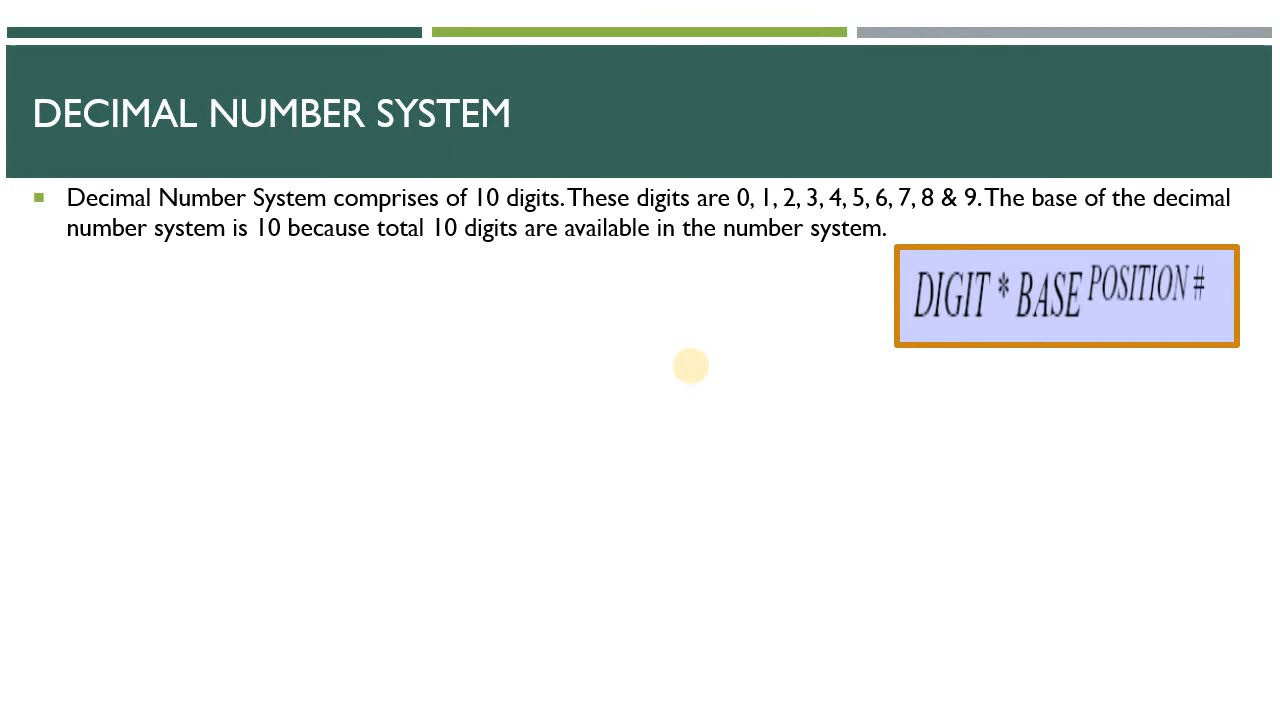 DECIMAL NUMBER SYSTEM
Decimal Number System comprises of 10 digits. These digits are 0, 1, 2, 3, 4, 5, 6, 7, 8 & 9. The base of the decimal
number system is 10 because total 10 digits are available in the number system.
DIGIT * BASE POSITION #